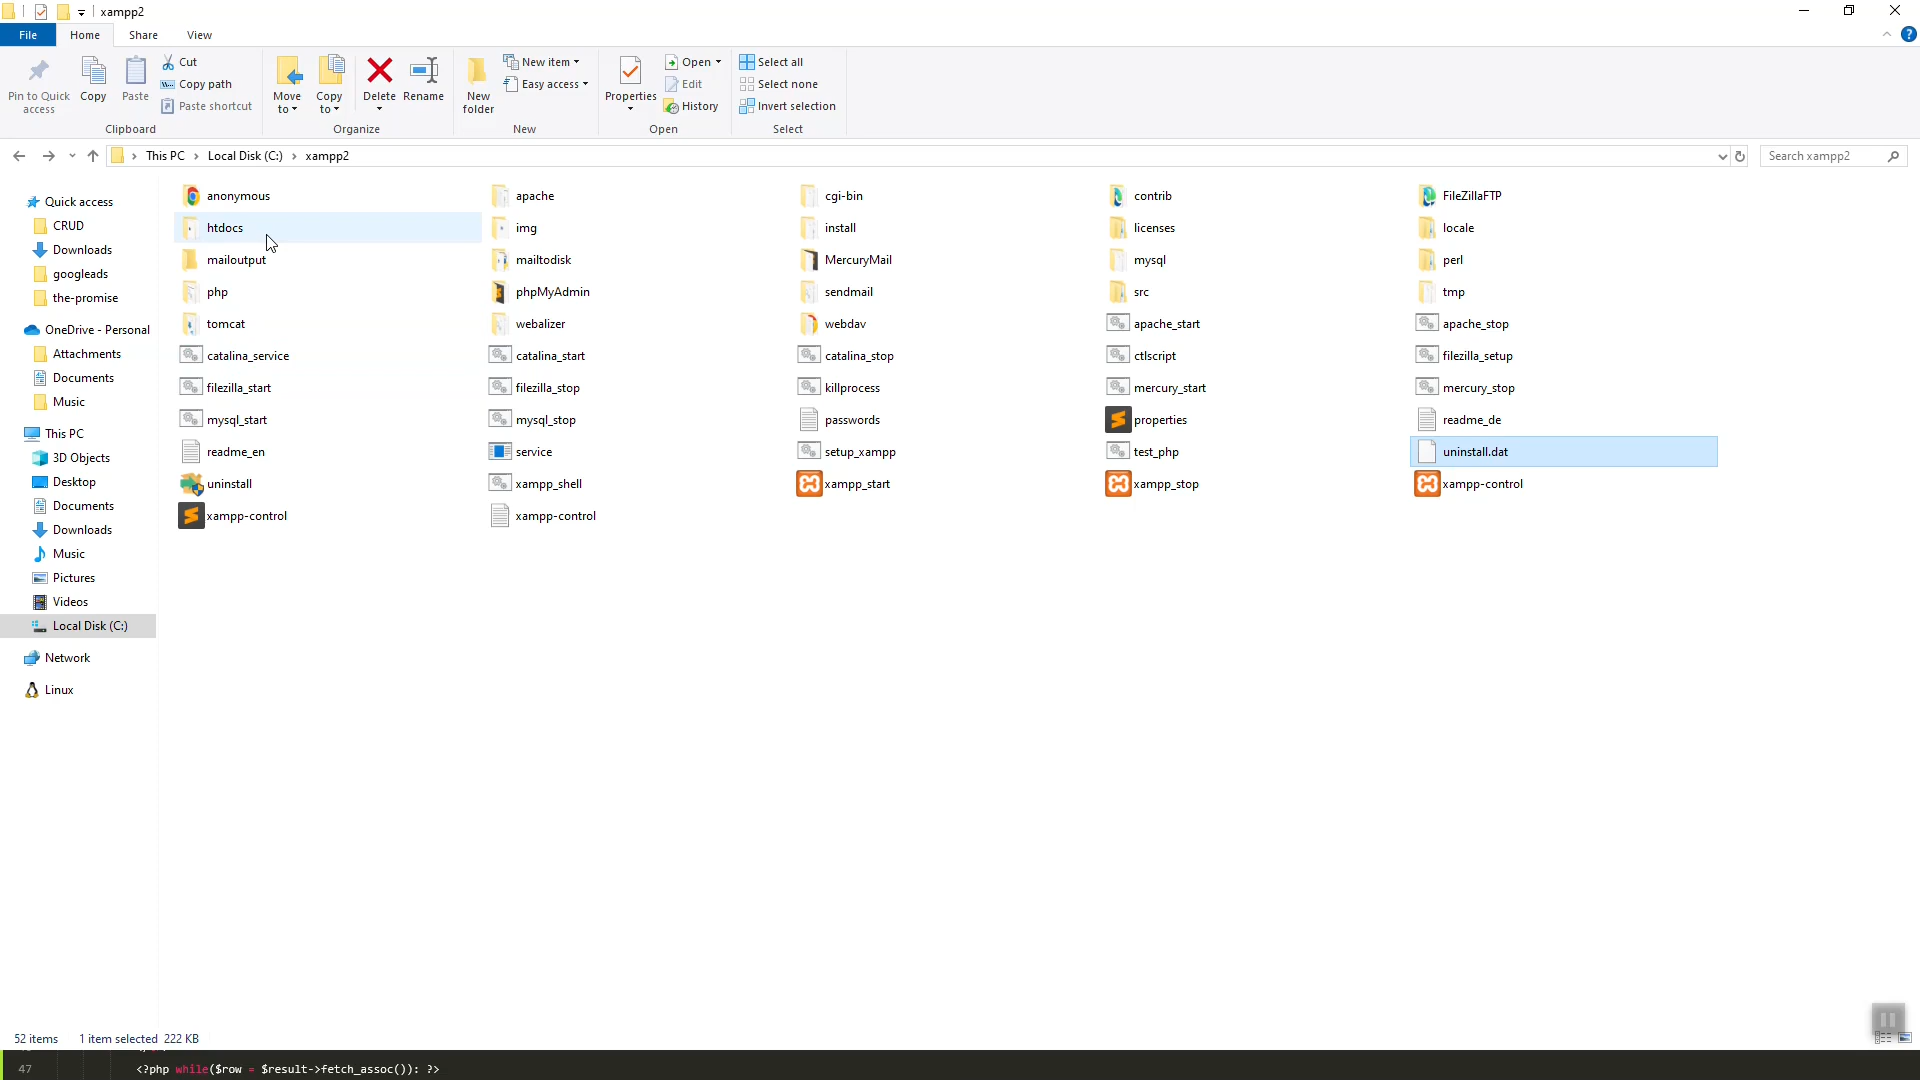 xampp2
File Home Share View
Pin to Quick access
Copy
Paste
Cut
Copy path
Paste shortcut
Clipboard
Move to
Copy to
Delete
Rename
Organize
New folder
New item
Easy access
New
Properties
Open
Edit
History
Open
Select all
Select none
Invert selection
Select
This PC Local Disk (C:) xampp2
Search xampp2
Quick access
CRUD
Downloads
googleads
the-promise
OneDrive - Personal
Attachments
Documents
Music
This PC
3D Objects
Desktop
Documents
Downloads
Music
Pictures
Videos
Local Disk (C:)
Network
Linux
anonymous apache cgi-bin contrib FileZillaFTP
htdocs img install licenses locale
mailoutput mailtodisk MercuryMail mysql perl
php phpMyAdmin sendmail src tmp
tomcat webalizer webdav apache_start apache_stop
catalina_service catalina_start catalina_stop ctlscript filezilla_setup
filezilla_start filezilla_stop killprocess mercury_start mercury_stop
mysql_start mysql_stop passwords properties readme_de
readme_en service setup_xampp test_php uninstall.dat
uninstall xampp_shell xampp_start xampp_stop xampp-control
xampp-control xampp-control
52 items 1 item selected 222 KB
47 <?php while($row = $result->fetch_assoc()): ?>